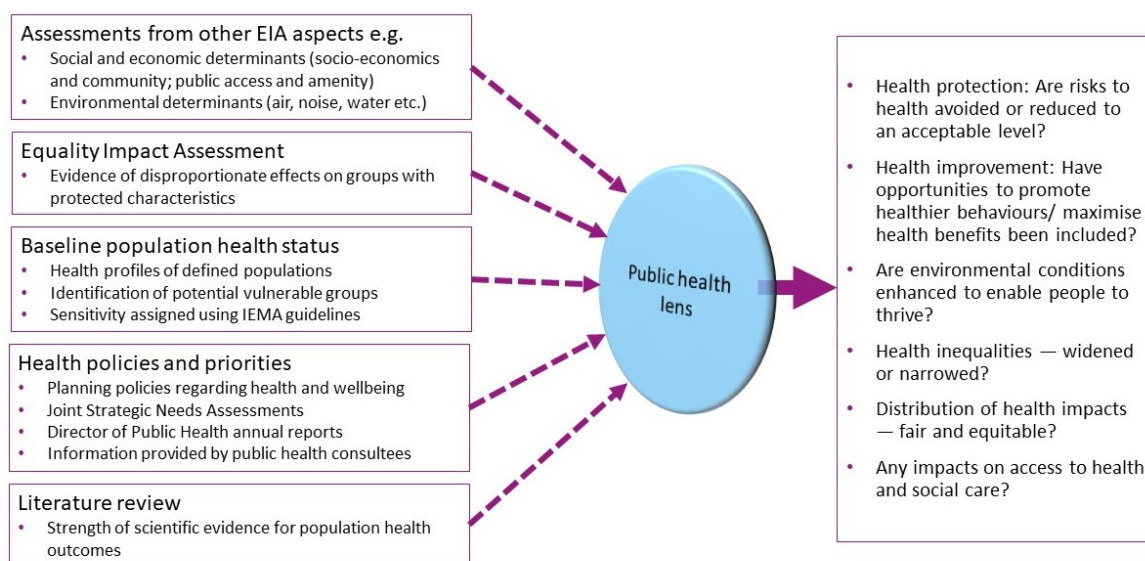 Assessments from other EIA aspects e.g.
• Social and economic determinants (socio-economics
and community; public access and amenity)
• Environmental determinants (air, noise, water etc.)
Equality Impact Assessment
• Evidence of disproportionate effects on groups with
protected characteristics
Baseline population health status
• Health profiles of defined populations
• Identification of potential vulnerable groups
• Sensitivity assigned using IEMA guidelines
Health policies and priorities
• Planning policies regarding health and wellbeing
• Joint Strategic Needs Assessments
• Director of Public Health annual reports
• Information provided by public health consultees
Literature review
• Strength of scientific evidence for population health
outcomes
Public health
lens
• Health protection: Are risks to
health avoided or reduced to
an acceptable level?
• Health improvement: Have
opportunities to promote
healthier behaviours/ maximise
health benefits been included?
• Are environmental conditions
enhanced to enable people to
thrive?
• Health inequalities — widened
or narrowed?
• Distribution of health impacts
— fair and equitable?
• Any impacts on access to health
and social care?